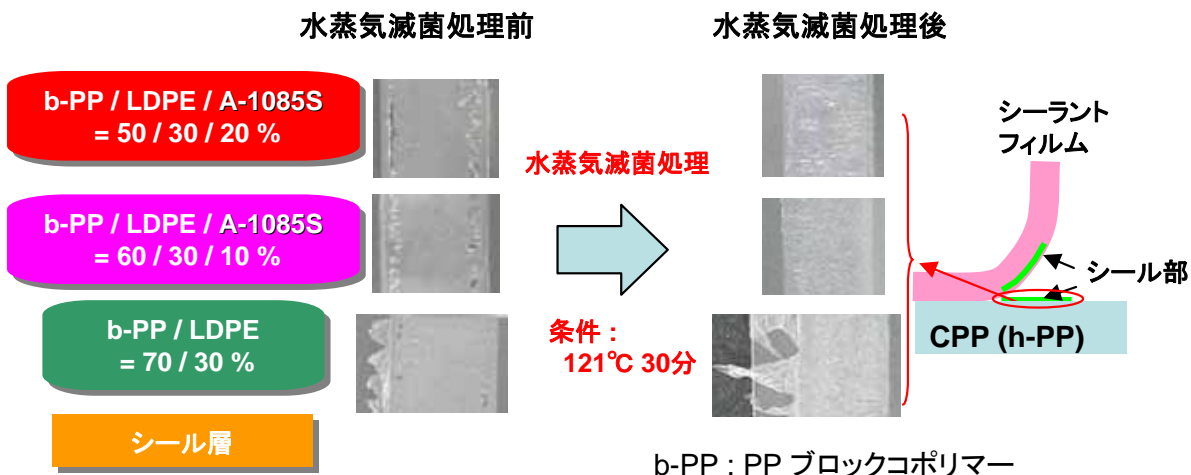 水蒸気滅菌処理前
水蒸気滅菌処理後
b-PP / LDPE / A-1085S
= 50 / 30 / 20 %
b-PP / LDPE / A-1085S
= 60 / 30 / 10 %
b-PP / LDPE
= 70 / 30 %
シール層
水蒸気滅菌処理
条件 :
121℃ 30分
シーラント
フィルム
シール部
CPP (h-PP)
b-PP : PP ブロックコポリマー